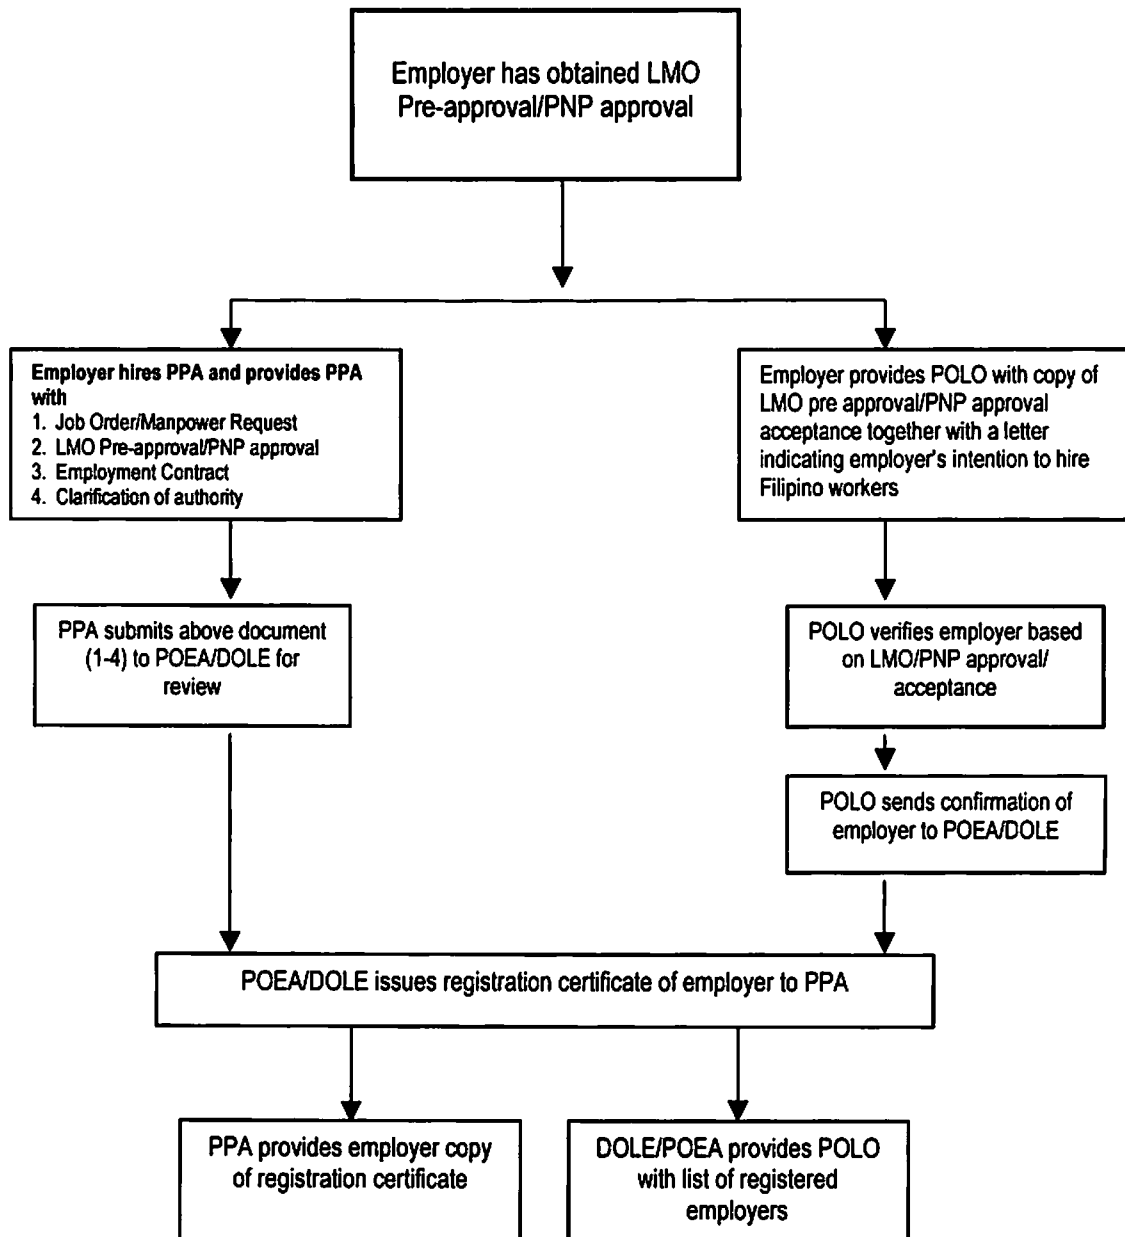 Employer has obtained LMO
Pre-approval/PNP approval
Employer hires PPA and provides PPA
with
1. Job Order/Manpower Request
2. LMO Pre-approval/PNP approval
3. Employment Contract
4. Clarification of authority
Employer provides POLO with copy of
LMO pre approval/PNP approval
acceptance together with a letter
indicating employer's intention to hire
Filipino workers
PPA submits above document
(1-4) to POEA/DOLE for
review
POLO verifies employer based
on LMO/PNP approval/
acceptance
POLO sends confirmation of
employer to POEA/DOLE
POEA/DOLE issues registration certificate of employer to PPA
PPA provides employer copy
of registration certificate
DOLE/POEA provides POLO
with list of registered
employers